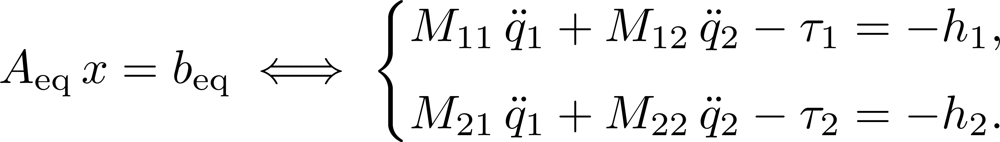 A_eq x = b_eq ⟺ { M_11 q̈_1 + M_12 q̈_2 − τ_1 = −h_1,
M_21 q̈_1 + M_22 q̈_2 − τ_2 = −h_2.